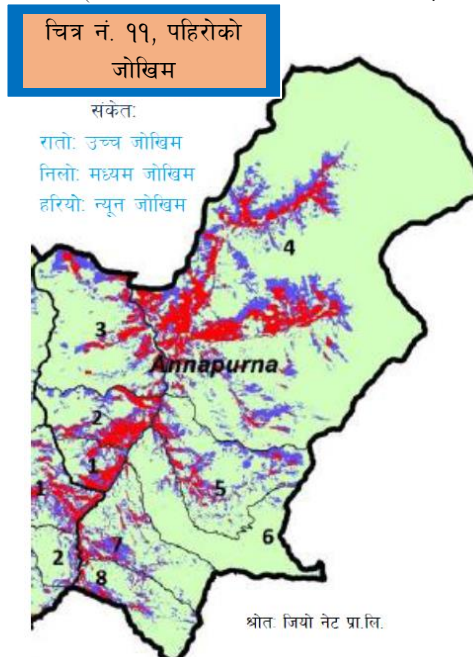 चित्र नं. ११, पहिरोको
जोखिम
संकेत:
रातो: उच्च जोखिम
निलो: मध्यम जोखिम
हरियो: न्यून जोखिम
4
3
Annapurna
2
1
1
5
6
2
7
8
श्रोत: जियो नेट प्रा.लि.